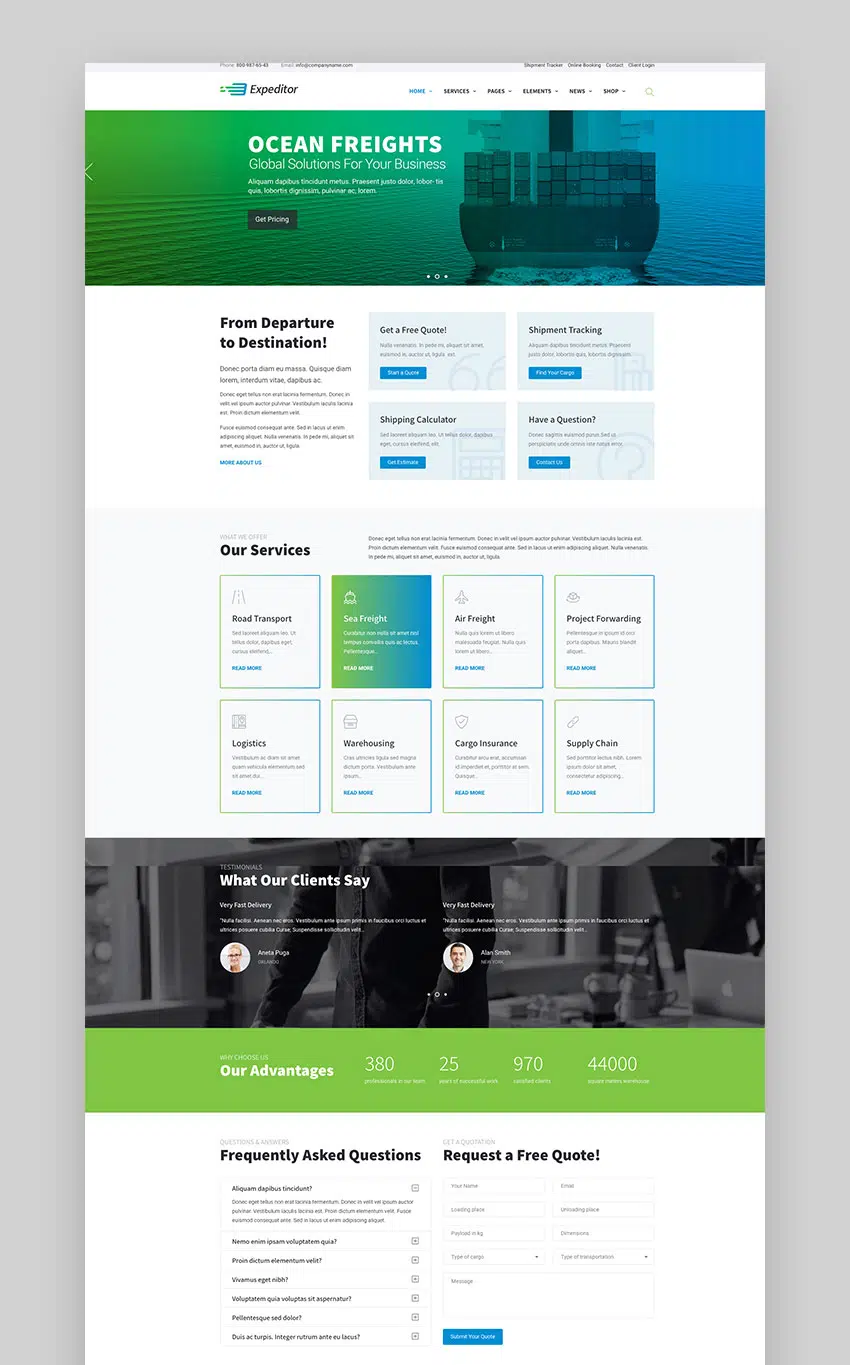 Phone: 800-987-65-43 Email: info@companyname.com
Shipment Tracker Online Booking Contact Client Login
Expeditor
HOME SERVICES PAGES ELEMENTS NEWS SHOP
OCEAN FREIGHTS
Global Solutions For Your Business
Aliquam dapibus tincidunt metus. Praesent justo dolor, lobor- tis
quis, lobortis dignissim, pulvinar ac, lorem.
Get Pricing
From Departure
to Destination!
Donec porta diam eu massa. Quisque diam
lorem, interdum vitae, dapibus ac.
Donec eget tellus non erat lacinia fermentum. Donec in
velit vel ipsum auctor pulvinar. Vestibulum iaculis lacinia
est. Proin dictum elementum velit.
Fusce euismod consequat ante. Sed in lacus ut enim
adipiscing aliquet. Nulla venenatis. In pede mi, aliquet sit
amet, euismod in, auctor ut, ligula.
MORE ABOUT US
Get a Free Quote!
Nulla venenatis. In pede mi, aliquet sit amet,
euismod in, auctor ut, ligula est.
Start a Quote
Shipment Tracking
Aliquam dapibus tincidunt metus. Praesent
justo dolor, lobortis quis, lobortis dignissim.
Find Your Cargo
Shipping Calculator
Sed laoreet aliquam leo. Ut tellus dolor, dapibus
eget, cursus eleifend, elit.
Get Estimate
Have a Question?
Donec sagittis euismod purus.Sed ut
perspiciatis unde omnis iste natus error.
Contact Us
WHAT WE OFFER
Our Services
Donec eget tellus non erat lacinia fermentum. Donec in velit vel ipsum auctor pulvinar. Vestibulum iaculis lacinia est.
Proin dictum elementum velit. Fusce euismod consequat ante. Sed in lacus ut enim adipiscing aliquet. Nulla venenatis.
In pede mi, aliquet sit amet, euismod in, auctor ut, ligula.
Road Transport
Sed laoreet aliquam leo. Ut
tellus dolor, dapibus eget,
cursus eleifend...
READ MORE
Sea Freight
Curabitur non nulla sit amet nisl
tempus convallis quis ac lectus.
Pellentesque...
READ MORE
Air Freight
Nulla quis lorem ut libero
malesuada feugiat. Nulla quis
lorem ut libero...
READ MORE
Project Forwarding
Pellentesque in ipsum id orci
porta dapibus. Mauris blandit
aliquet...
READ MORE
Logistics
Vestibulum ac diam sit amet
quam vehicula elementum sed
sit amet dui...
READ MORE
Warehousing
Cras ultricies ligula sed magna
dictum porta. Vestibulum ante
ipsum...
READ MORE
Cargo Insurance
Curabitur arcu erat, accumsan
id imperdiet et, porttitor at sem.
Quisque...
READ MORE
Supply Chain
Sed porttitor lectus nibh. Lorem
ipsum dolor sit amet,
consectetur adipiscing...
READ MORE
TESTIMONIALS
What Our Clients Say
Very Fast Delivery
"Nulla facilisi. Aenean nec eros. Vestibulum ante ipsum primis in faucibus orci luctus et
ultrices posuere cubilia Curae; Suspendisse sollicitudin velit...
Aneta Puga
ORLANDO
Very Fast Delivery
"Nulla facilisi. Aenean nec eros. Vestibulum ante ipsum primis in faucibus orci luctus et
ultrices posuere cubilia Curae; Suspendisse sollicitudin velit...
Alan Smith
NEW YORK
WHY CHOOSE US
Our Advantages
380
professionals in our team
25
years of successful work
970
satisfied clients
44000
square meters warehouse
QUESTIONS & ANSWERS
Frequently Asked Questions
Aliquam dapibus tincidunt?
Donec eget tellus non erat lacinia fermentum. Donec in velit vel ipsum auctor
pulvinar. Vestibulum iaculis lacinia est. Proin dictum elementum velit. Fusce
euismod consequat ante. Sed in lacus ut enim adipiscing aliquet.
Nemo enim ipsam voluptatem quia?
Proin dictum elementum velit?
Vivamus eget nibh?
Voluptatem quia voluptas sit aspernatur?
Pellentesque sed dolor?
Duis ac turpis. Integer rutrum ante eu lacus?
GET A QUOTATION
Request a Free Quote!
Your Name
Email
Loading place
Unloading place
Payload in kg
Dimensions
Type of cargo
Type of transportation
Message
Submit Your Quote